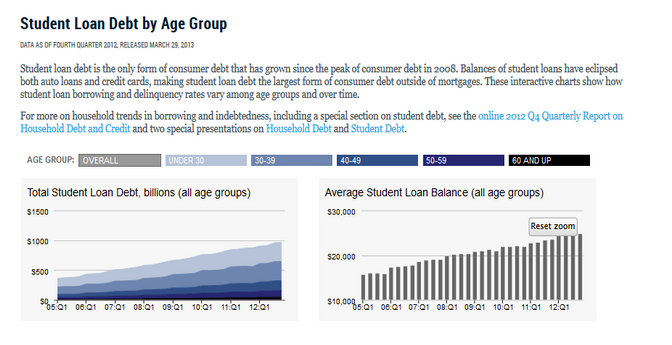 Student Loan Debt by Age Group
DATA AS OF FOURTH QUARTER 2012, RELEASED MARCH 29, 2013
Student loan debt is the only form of consumer debt that has grown since the peak of consumer debt in 2008. Balances of student loans have eclipsed
both auto loans and credit cards, making student loan debt the largest form of consumer debt outside of mortgages. These interactive charts show how
student loan borrowing and delinquency rates vary among age groups and over time.
For more on household trends in borrowing and indebtedness, including a special section on student debt, see the online 2012 Q4 Quarterly Report on
Household Debt and Credit and two special presentations on Household Debt and Student Debt.
AGE GROUP: OVERALL UNDER 30 30-39 40-49 50-59 60 AND UP
Total Student Loan Debt, billions (all age groups)
$1500
$1000
$500
$0
05:Q1 06:Q1 07:Q1 08:Q1 09:Q1 10:Q1 11:Q1 12:Q1
Average Student Loan Balance (all age groups)
$30,000
Reset zoom
$20,000
$10,000
05:Q1 06:Q1 07:Q1 08:Q1 09:Q1 10:Q1 11:Q1 12:Q1